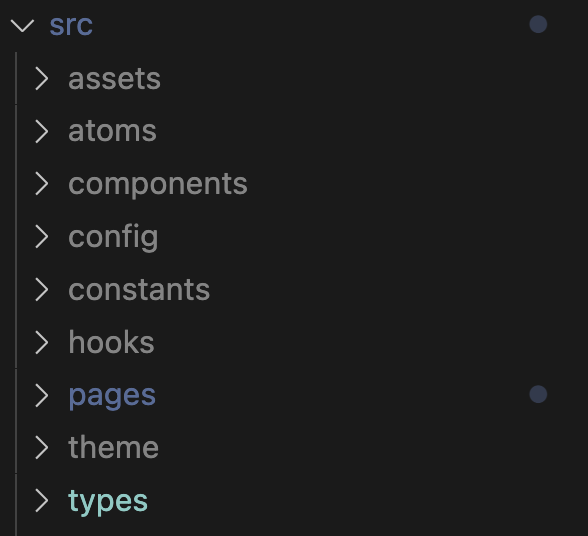 src
assets
atoms
components
config
constants
hooks
pages
theme
types